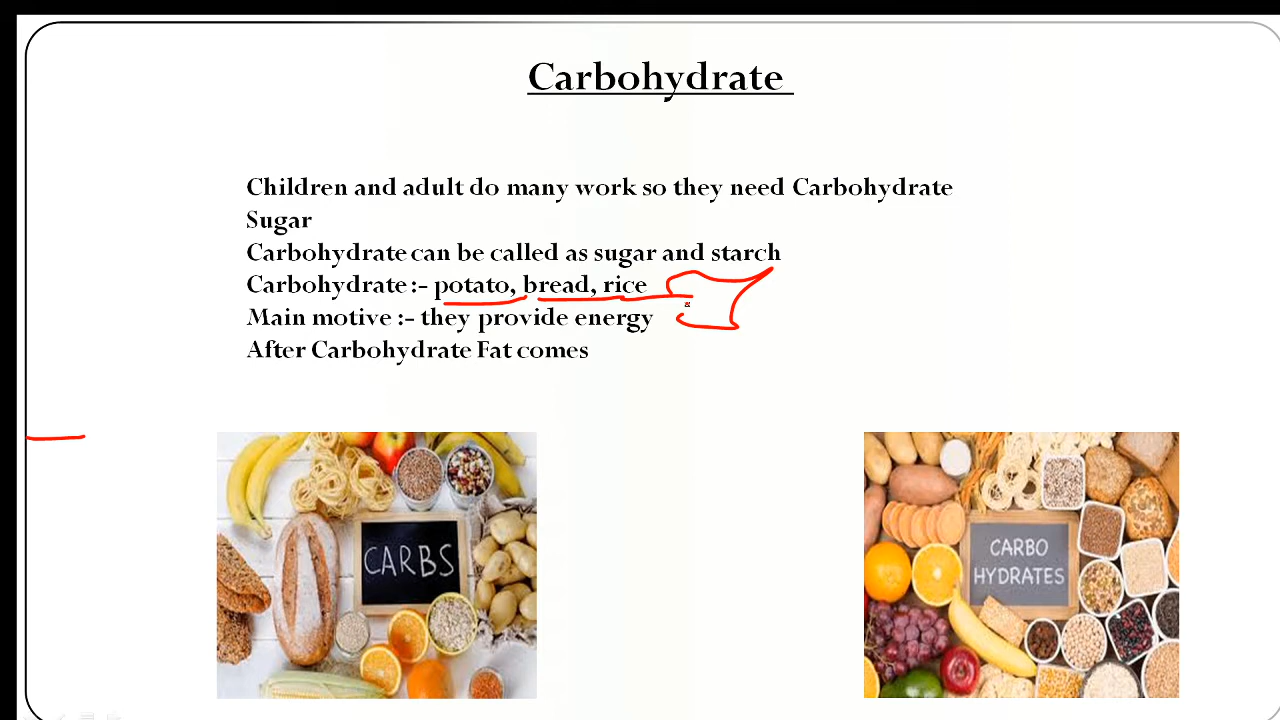 Carbohydrate
Children and adult do many work so they need Carbohydrate
Sugar
Carbohydrate can be called as sugar and starch
Carbohydrate :- potato, bread, rice
Main motive :- they provide energy
After Carbohydrate Fat comes
CARBS
CARBO
HYDRATES